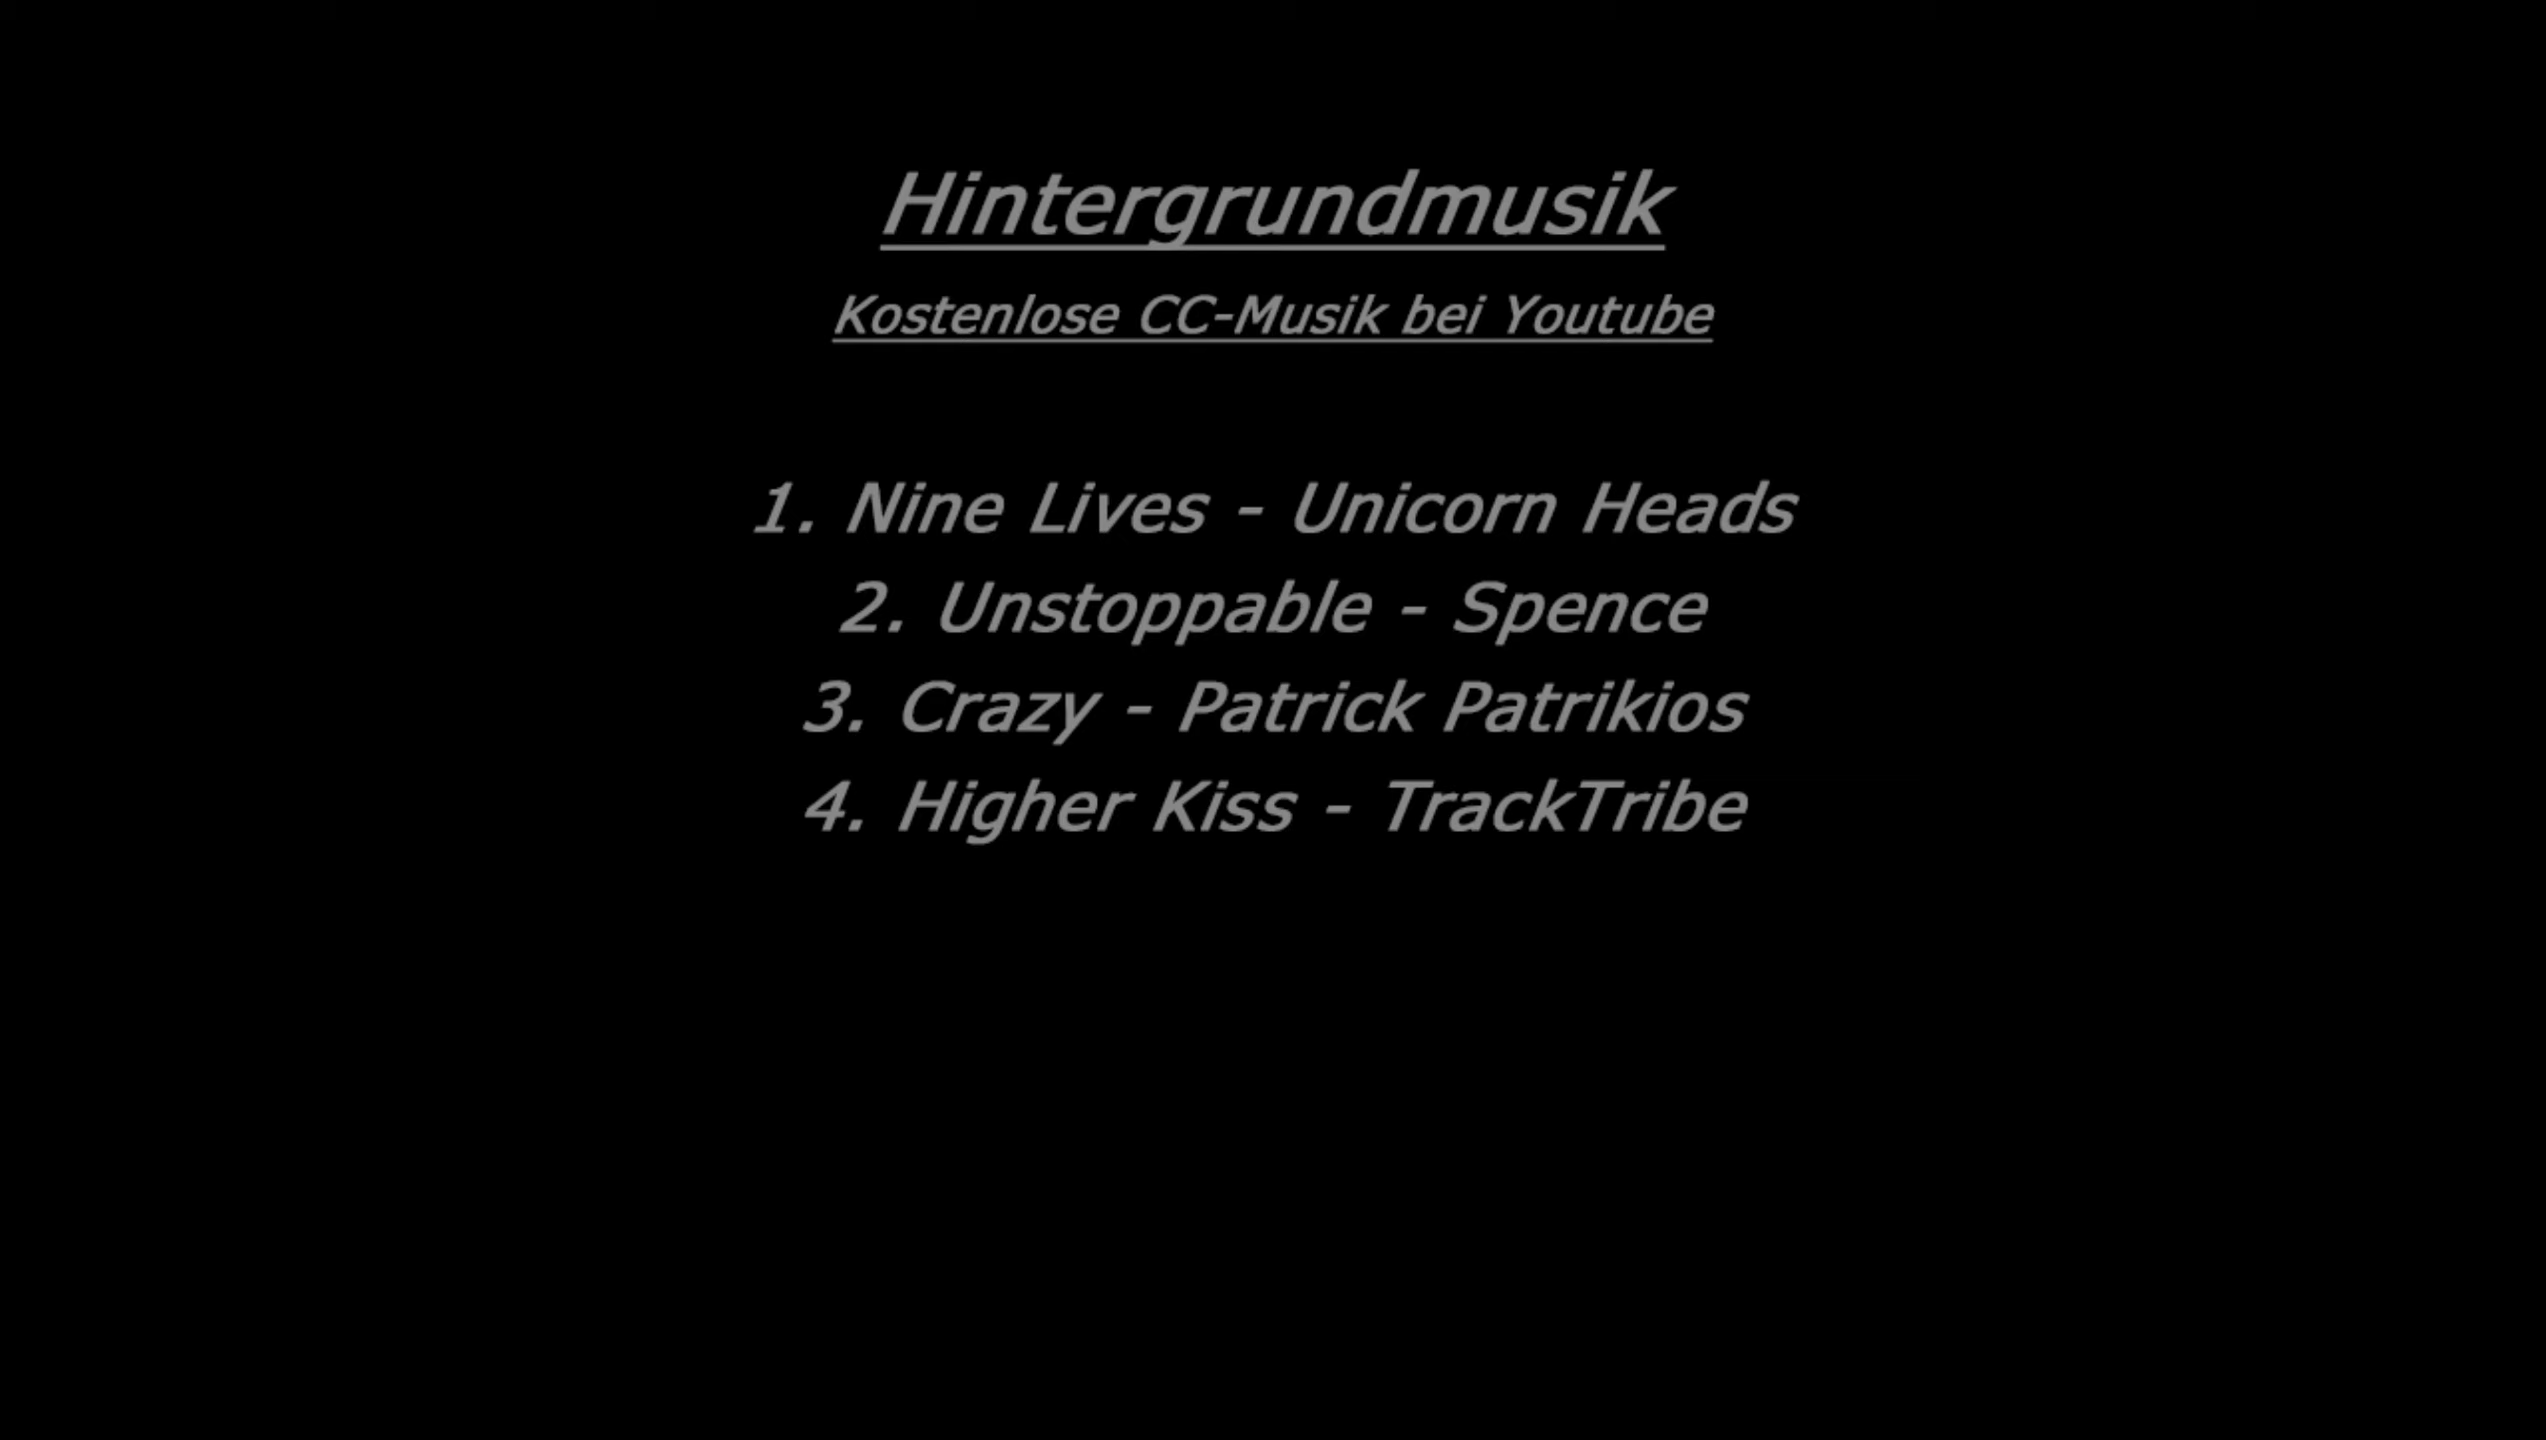 Hintergrundmusik
Kostenlose CC-Musik bei Youtube
1. Nine Lives - Unicorn Heads
2. Unstoppable - Spence
3. Crazy - Patrick Patrikios
4. Higher Kiss - TrackTribe